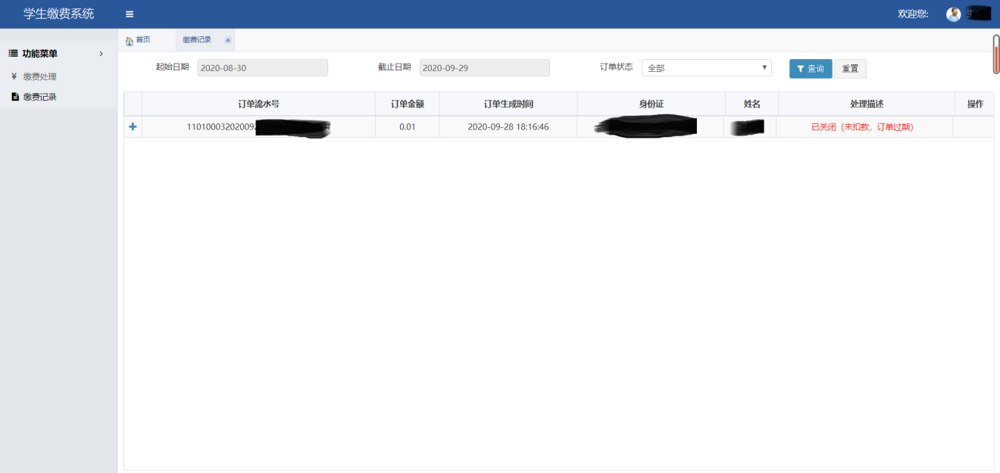 学生缴费系统
欢迎您:
功能菜单
缴费处理
缴费记录
首页
缴费记录
起始日期 2020-08-30 截止日期 2020-09-29 订单状态 全部 查询 重置
订单流水号 订单金额 订单生成时间 身份证 姓名 处理描述 操作
11010003202009 0.01 2020-09-28 18:16:46 已关闭（未扣款，订单过期）